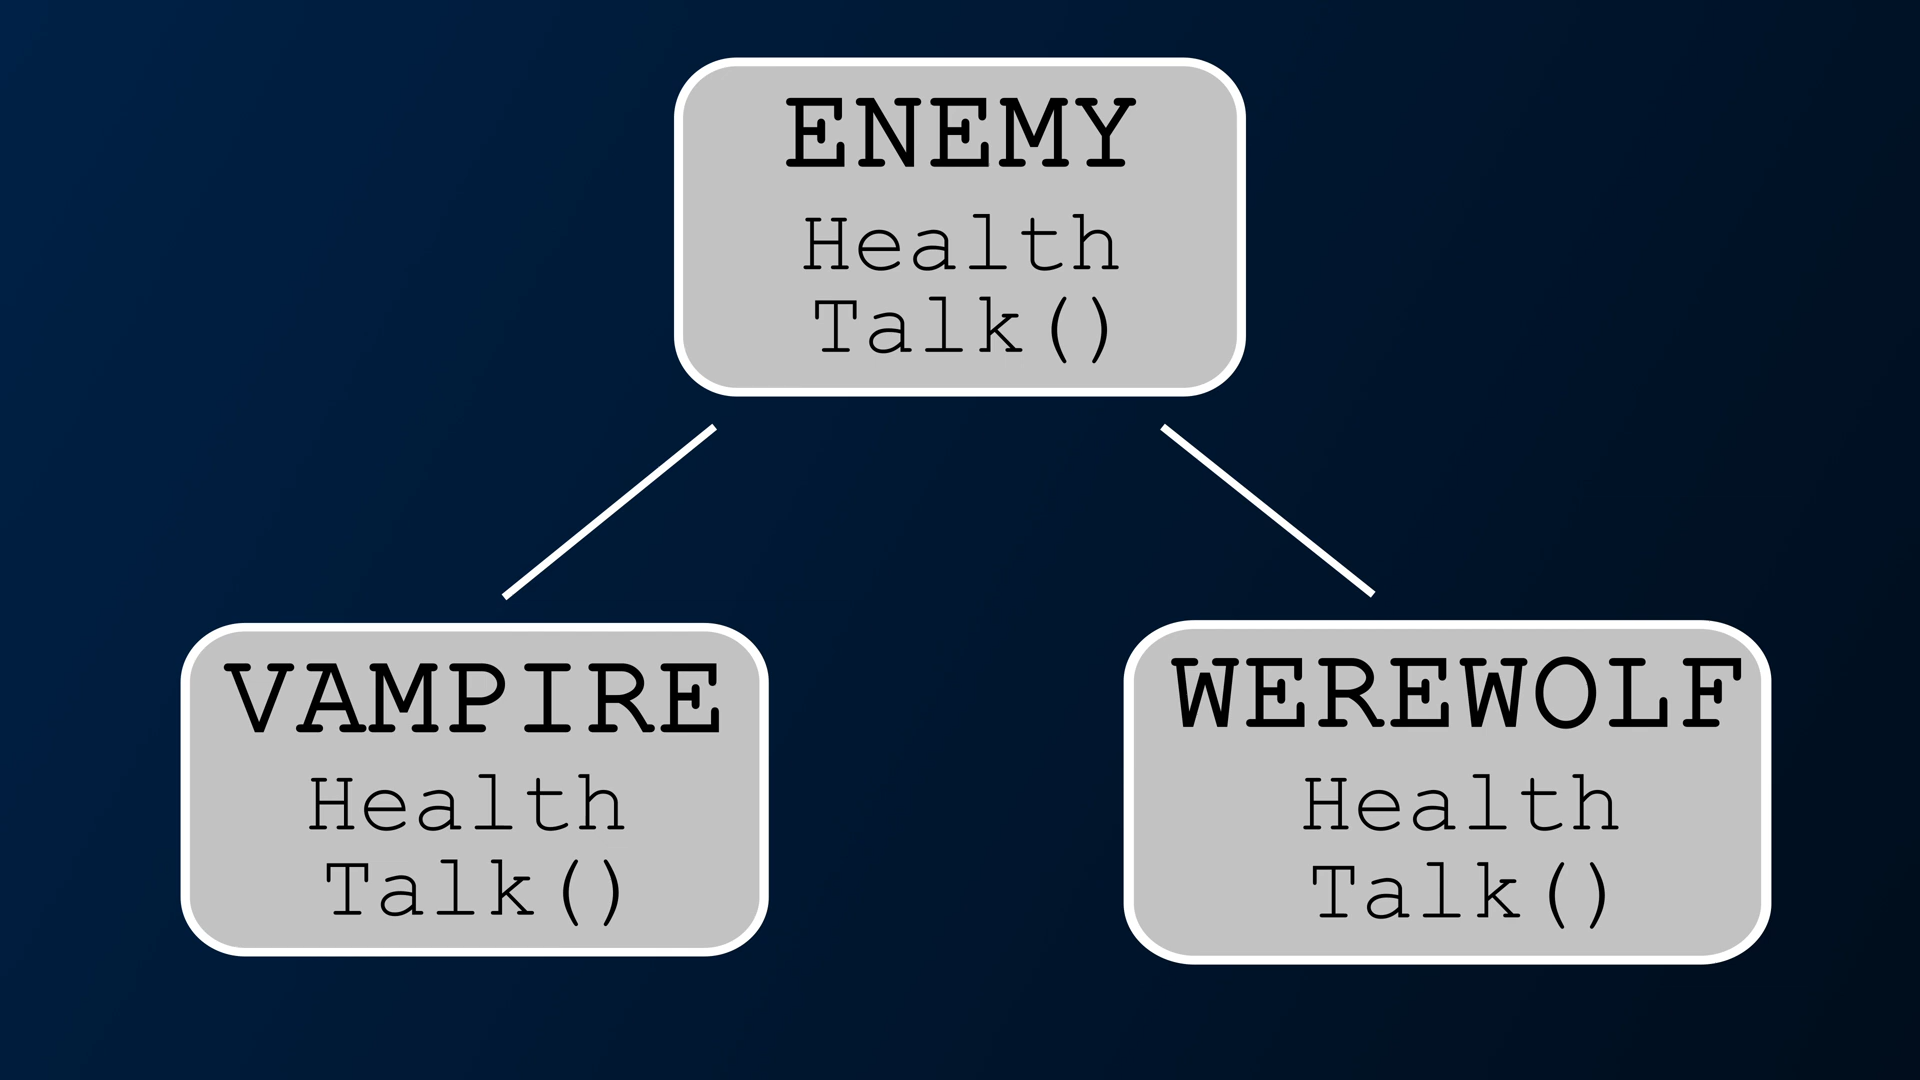 ENEMY
Health
Talk()
VAMPIRE
Health
Talk()
WEREWOLF
Health
Talk()